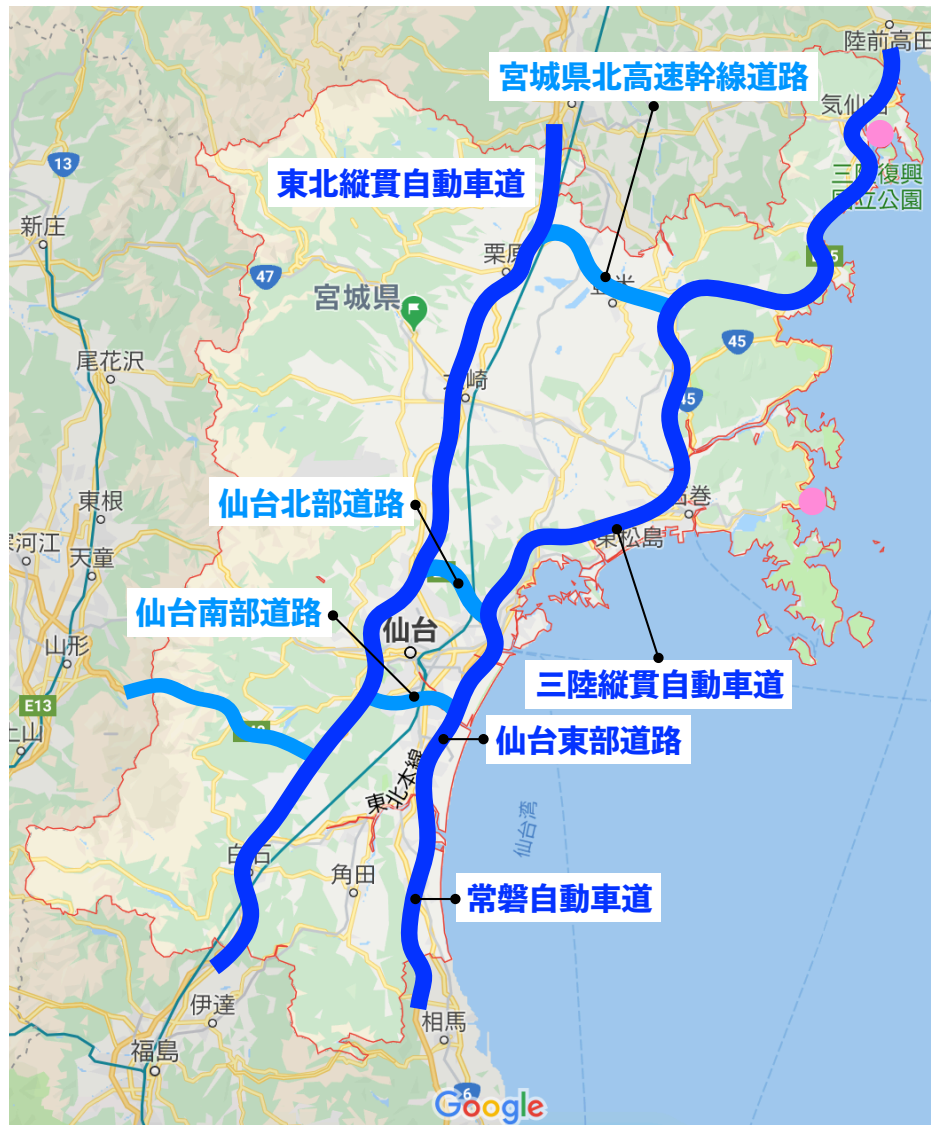 陸前高田
宮城県北高速幹線道路
13
東北縦貫自動車道
新庄
栗原
47
宮城県
45
尾花沢
45
大崎
仙台北部道路
東根
石巻
寒河江
東松島
天童
仙台南部道路
仙台
山形
三陸縦貫自動車道
E13
仙台東部道路
東北本線
仙台湾
白石
角田
常磐自動車道
伊達
相馬
福島
6
Google